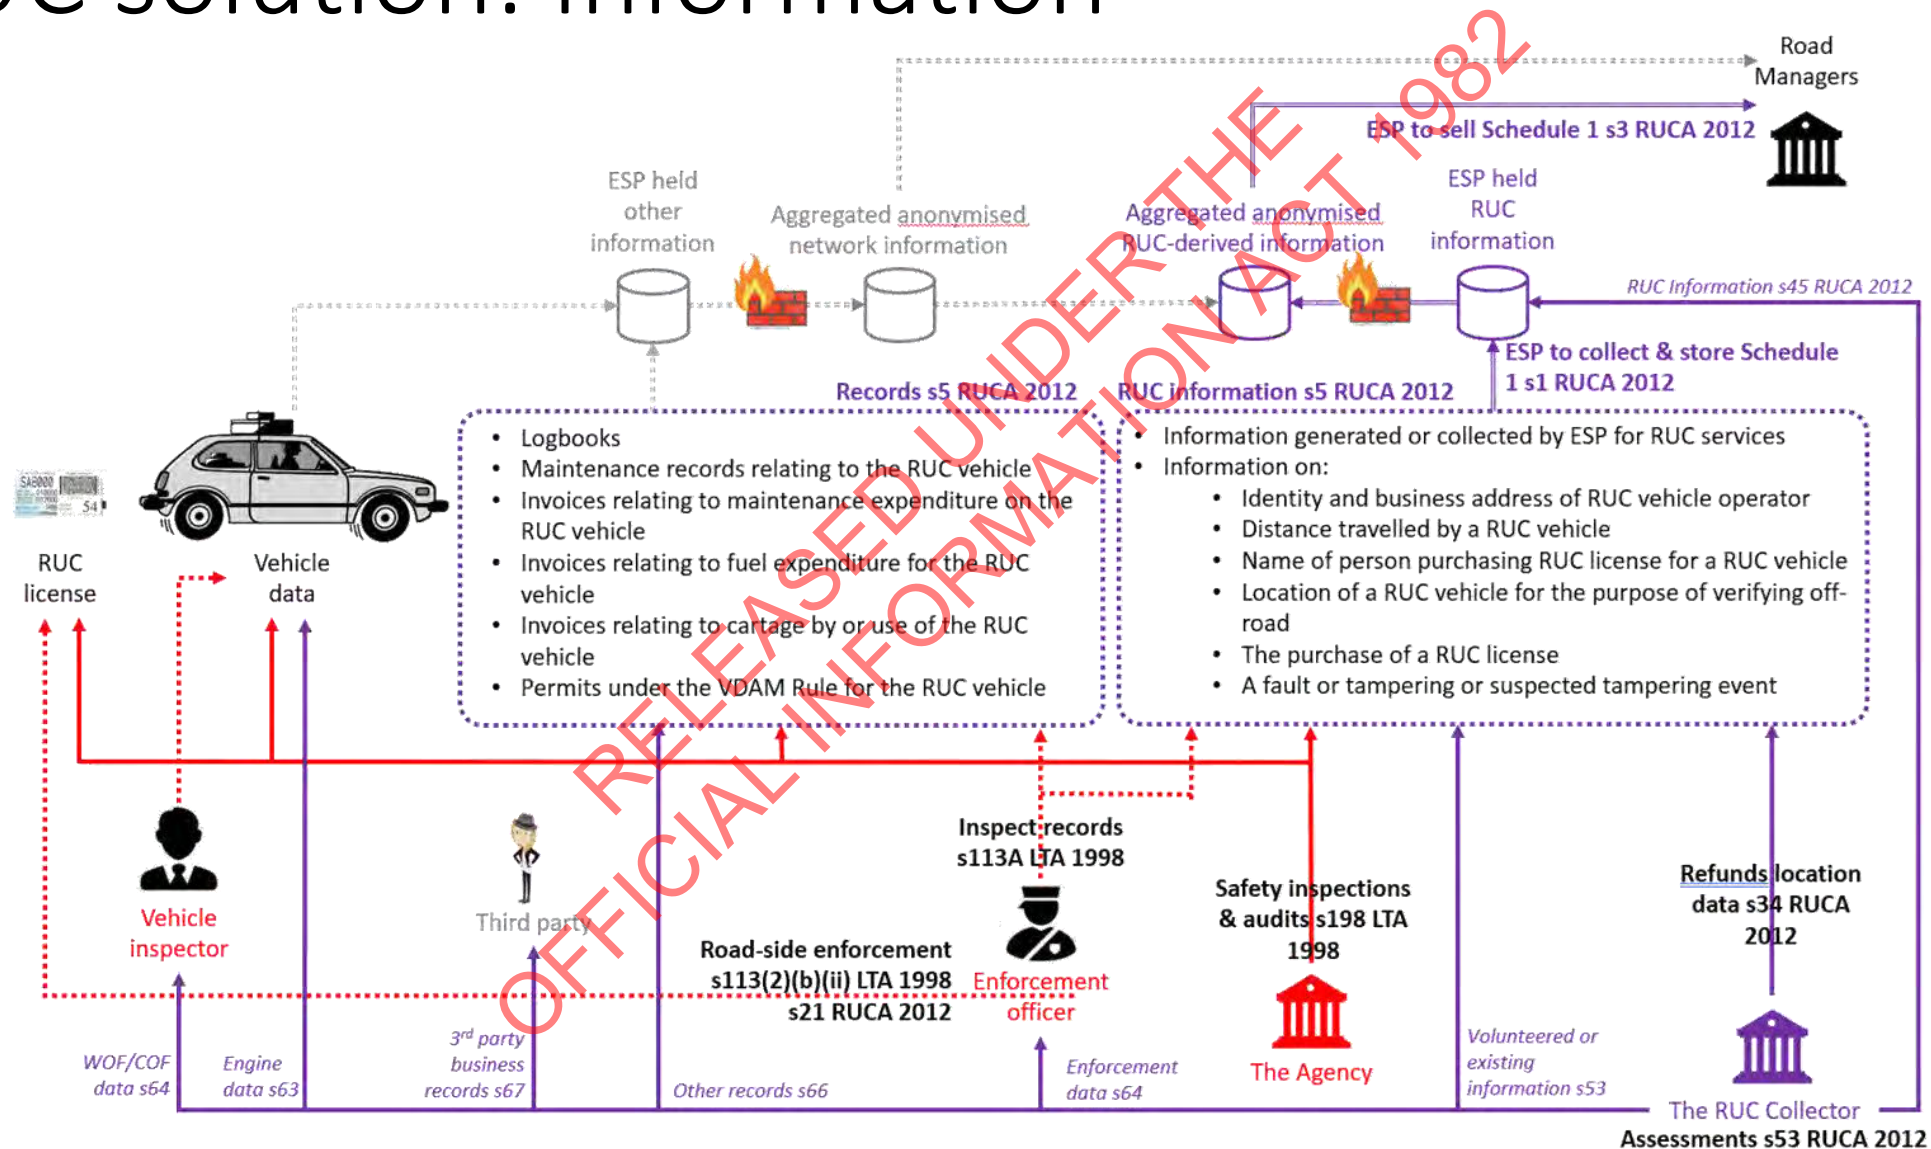 solution: Information
Road
Managers
ESP to sell Schedule 1 s3 RUCA 2012
ESP held
other
information
Aggregated anonymised
network information
Aggregated anonymised
RUC-derived information
ESP held
RUC
information
RUC Information s45 RUCA 2012
ESP to collect & store Schedule
1 s1 RUCA 2012
Records s5 RUCA 2012
RUC information s5 RUCA 2012
• Logbooks
• Maintenance records relating to the RUC vehicle
• Invoices relating to maintenance expenditure on the
RUC vehicle
• Invoices relating to fuel expenditure for the RUC
vehicle
• Invoices relating to cartage by or use of the RUC
vehicle
• Permits under the VDAM Rule for the RUC vehicle
• Information generated or collected by ESP for RUC services
• Information on:
• Identity and business address of RUC vehicle operator
• Distance travelled by a RUC vehicle
• Name of person purchasing RUC license for a RUC vehicle
• Location of a RUC vehicle for the purpose of verifying off-
road
• The purchase of a RUC license
• A fault or tampering or suspected tampering event
SAB000
54
RUC
license
Vehicle
data
Vehicle
inspector
Third party
Inspect records
s113A LTA 1998
Road-side enforcement
s113(2)(b)(ii) LTA 1998
s21 RUCA 2012
Enforcement
officer
Safety inspections
& audits s198 LTA
1998
The Agency
Refunds location
data s34 RUCA
2012
WOF/COF
data s64
Engine
data s63
3rd party
business
records s67
Other records s66
Enforcement
data s64
Volunteered or
existing
information s53
The RUC Collector
Assessments s53 RUCA 2012
RELEASED UNDER THE
OFFICIAL INFORMATION ACT 1982